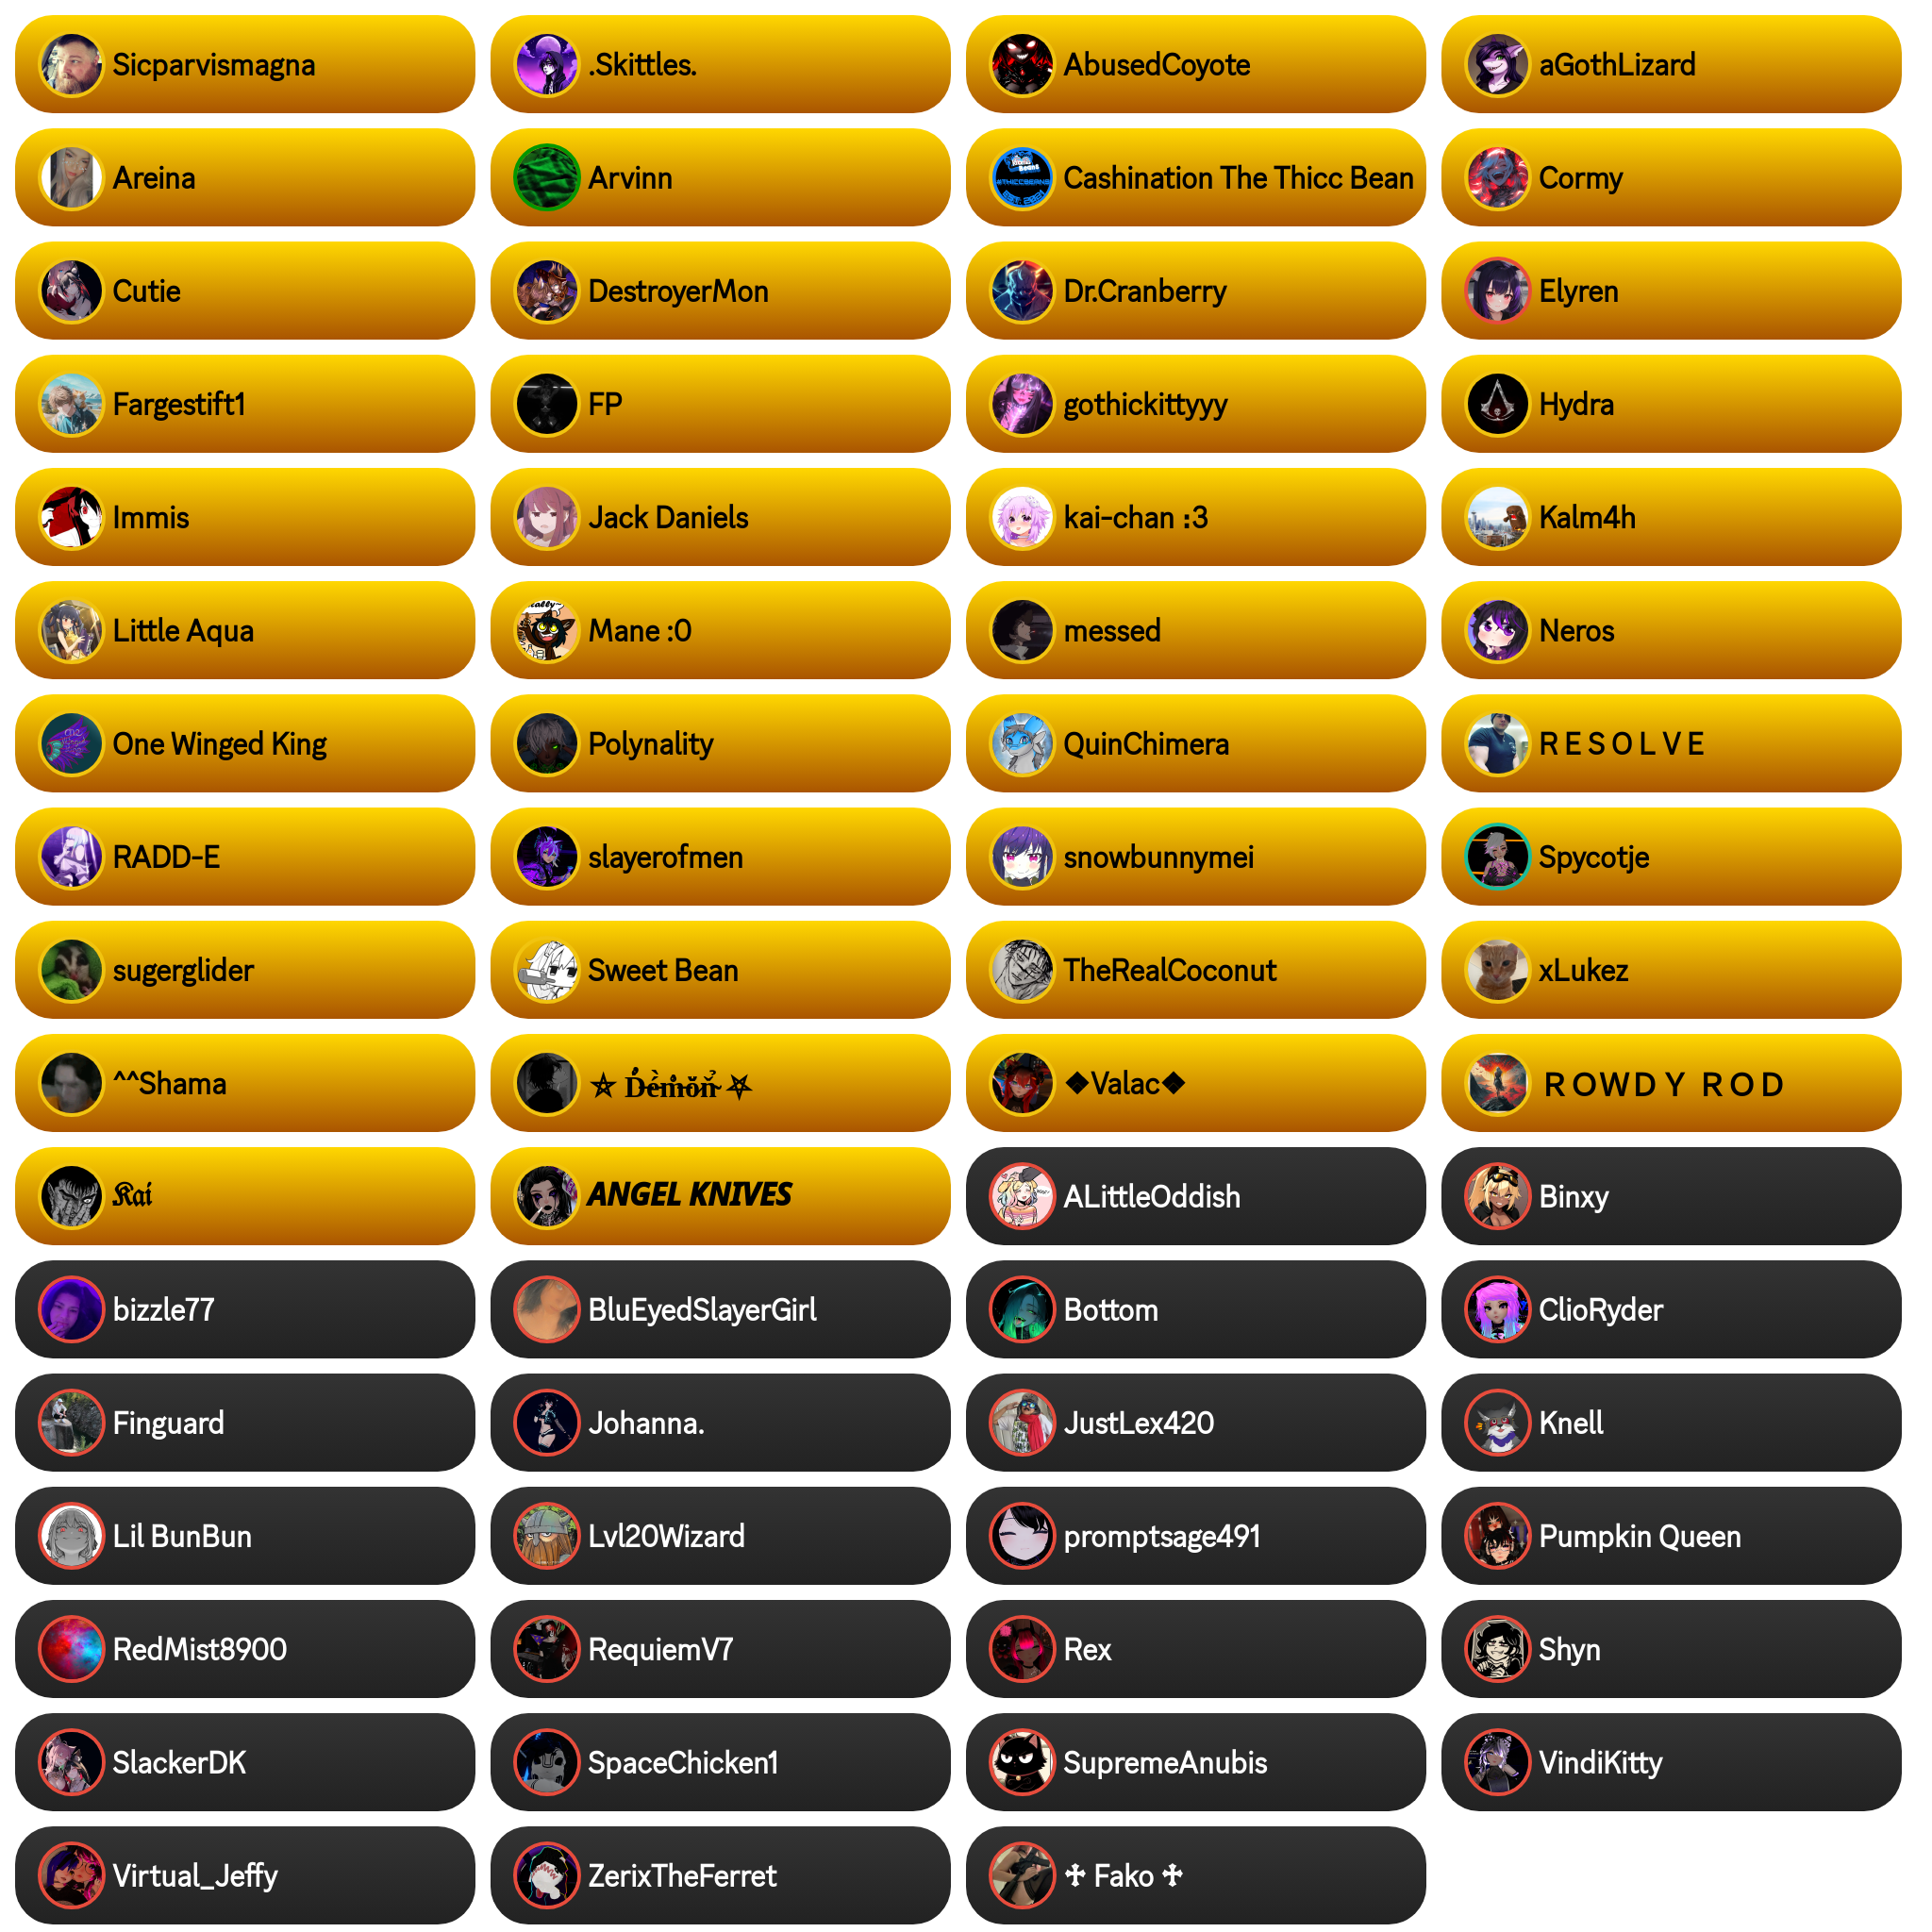 Sicparvismagna
.Skittles.
AbusedCoyote
aGothLizard
Areina
Arvinn
Cashination The Thicc Bean
Cormy
Cutie
DestroyerMon
Dr.Cranberry
Elyren
Fargestift1
FP
gothickittyyy
Hydra
Immis
Jack Daniels
kai-chan :3
Kalm4h
Little Aqua
Mane :0
messed
Neros
One Winged King
Polynality
QuinChimera
R E S O L V E
RADD-E
slayerofmen
snowbunnymei
Spycotje
sugerglider
Sweet Bean
TheRealCoconut
xLukez
^^Shama
⛤ D̴̛e̴̛m̴̛ơ̴n̴̛ ⛧
❖Valac❖
ＲＯＷＤＹ ＲＯＤ
𝕶𝖆𝖎
𝘼𝙉𝙂𝙀𝙇 𝙆𝙉𝙄𝙑𝙀𝙎
ALittleOddish
Binxy
bizzle77
BluEyedSlayerGirl
Bottom
ClioRyder
Finguard
Johanna.
JustLex420
Knell
Lil BunBun
Lvl20Wizard
promptsage491
Pumpkin Queen
RedMist8900
RequiemV7
Rex
Shyn
SlackerDK
SpaceChicken1
SupremeAnubis
VindiKitty
Virtual_Jeffy
ZerixTheFerret
♰ Fako ♰